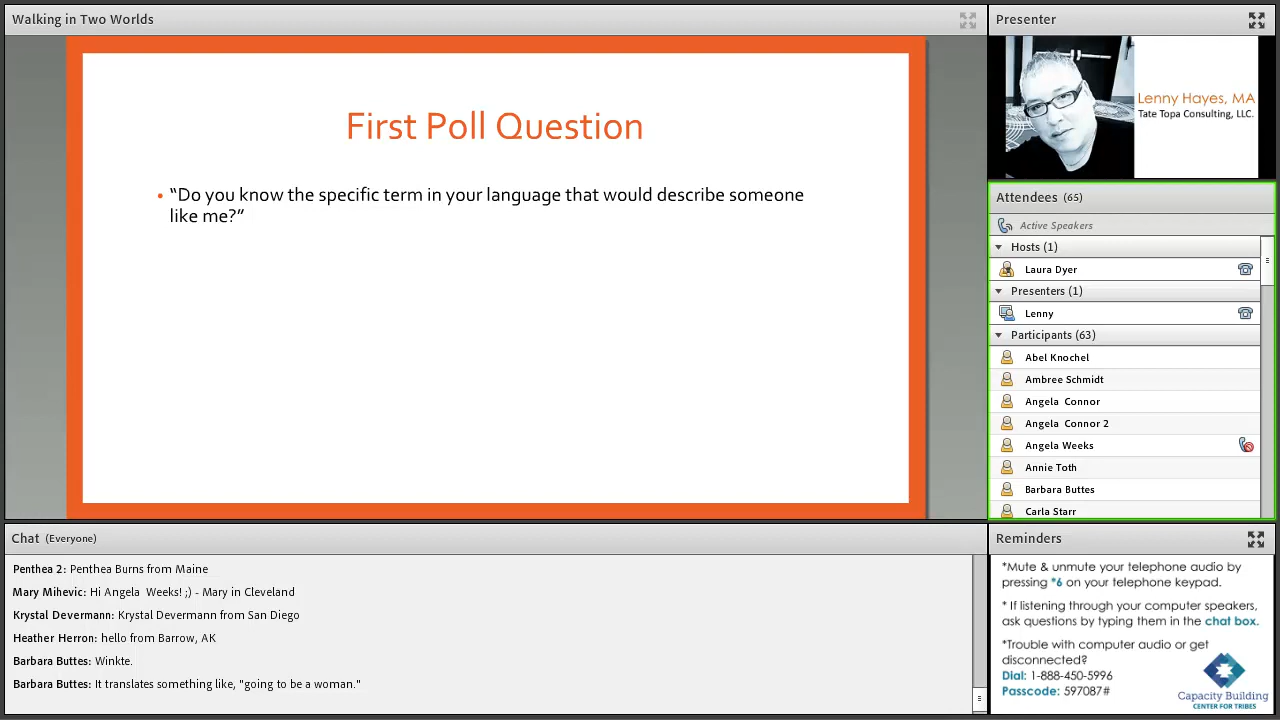 Walking in Two Worlds
First Poll Question
• “Do you know the specific term in your language that would describe someone
like me?”
Presenter
Lenny Hayes, MA
Tate Topa Consulting, LLC.
Attendees (65)
Active Speakers
Hosts (1)
Laura Dyer
Presenters (1)
Lenny
Participants (63)
Abel Knochel
Ambree Schmidt
Angela Connor
Angela Connor 2
Angela Weeks
Annie Toth
Barbara Buttes
Carla Starr
Chat (Everyone)
Penthea 2: Penthea Burns from Maine
Mary Mihevic: Hi Angela Weeks! ;) - Mary in Cleveland
Krystal Devermann: Krystal Devermann from San Diego
Heather Herron: hello from Barrow, AK
Barbara Buttes: Winkte.
Barbara Buttes: It translates something like, "going to be a woman."
Reminders
*Mute & unmute your telephone audio by
pressing *6 on your telephone keypad.
* If listening through your computer speakers,
ask questions by typing them in the chat box.
*Trouble with computer audio or get
disconnected?
Dial: 1-888-450-5996
Passcode: 597087#
Capacity Building
CENTER FOR TRIBES